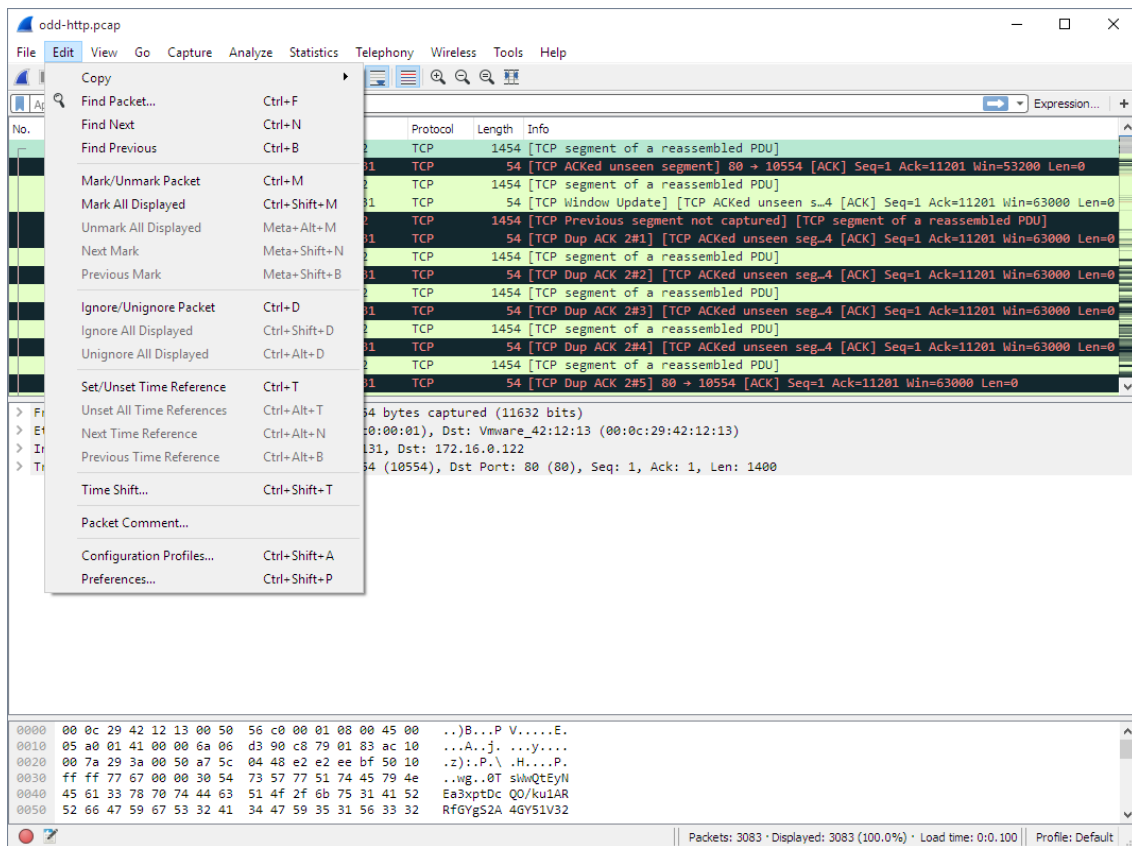 odd-http.pcap
File Edit View Go Capture Analyze Statistics Telephony Wireless Tools Help
Copy
Find Packet... Ctrl+F
Find Next Ctrl+N
Find Previous Ctrl+B
Mark/Unmark Packet Ctrl+M
Mark All Displayed Ctrl+Shift+M
Unmark All Displayed Meta+Alt+M
Next Mark Meta+Shift+N
Previous Mark Meta+Shift+B
Ignore/Unignore Packet Ctrl+D
Ignore All Displayed Ctrl+Shift+D
Unignore All Displayed Ctrl+Alt+D
Set/Unset Time Reference Ctrl+T
Unset All Time References Ctrl+Alt+T
Next Time Reference Ctrl+Alt+N
Previous Time Reference Ctrl+Alt+B
Time Shift... Ctrl+Shift+T
Packet Comment...
Configuration Profiles... Ctrl+Shift+A
Preferences... Ctrl+Shift+P
Expression... +
No. Protocol Length Info
2 TCP 1454 [TCP segment of a reassembled PDU]
31 TCP 54 [TCP ACKed unseen segment] 80 → 10554 [ACK] Seq=1 Ack=11201 Win=53200 Len=0
2 TCP 1454 [TCP segment of a reassembled PDU]
31 TCP 54 [TCP Window Update] [TCP ACKed unseen s…4 [ACK] Seq=1 Ack=11201 Win=63000 Len=0
2 TCP 1454 [TCP Previous segment not captured] [TCP segment of a reassembled PDU]
31 TCP 54 [TCP Dup ACK 2#1] [TCP ACKed unseen seg…4 [ACK] Seq=1 Ack=11201 Win=63000 Len=0
2 TCP 1454 [TCP segment of a reassembled PDU]
31 TCP 54 [TCP Dup ACK 2#2] [TCP ACKed unseen seg…4 [ACK] Seq=1 Ack=11201 Win=63000 Len=0
2 TCP 1454 [TCP segment of a reassembled PDU]
31 TCP 54 [TCP Dup ACK 2#3] [TCP ACKed unseen seg…4 [ACK] Seq=1 Ack=11201 Win=63000 Len=0
2 TCP 1454 [TCP segment of a reassembled PDU]
31 TCP 54 [TCP Dup ACK 2#4] [TCP ACKed unseen seg…4 [ACK] Seq=1 Ack=11201 Win=63000 Len=0
2 TCP 1454 [TCP segment of a reassembled PDU]
31 TCP 54 [TCP Dup ACK 2#5] 80 → 10554 [ACK] Seq=1 Ack=11201 Win=63000 Len=0
54 bytes captured (11632 bits)
:0:00:01), Dst: Vmware_42:12:13 (00:0c:29:42:12:13)
131, Dst: 172.16.0.122
54 (10554), Dst Port: 80 (80), Seq: 1, Ack: 1, Len: 1400
0000 00 0c 29 42 12 13 00 50 56 c0 00 01 08 00 45 00 ..)B...P V.....E.
0010 05 a0 01 41 00 00 6a 06 d3 90 c8 79 01 83 ac 10 ...A..j. ...y....
0020 00 7a 29 3a 00 50 a7 5c 04 48 e2 e2 ee bf 50 10 .z):.P.\ .H....P.
0030 ff ff 77 67 00 00 30 54 73 57 77 51 74 45 79 4e ..wg..0T sWwQtEyN
0040 45 61 33 78 70 74 44 63 51 4f 2f 6b 75 31 41 52 Ea3xptDc QO/ku1AR
0050 52 66 47 59 67 53 32 41 34 47 59 35 31 56 33 32 RfGYgS2A 4GY51V32
Packets: 3083 · Displayed: 3083 (100.0%) · Load time: 0:0.100 Profile: Default